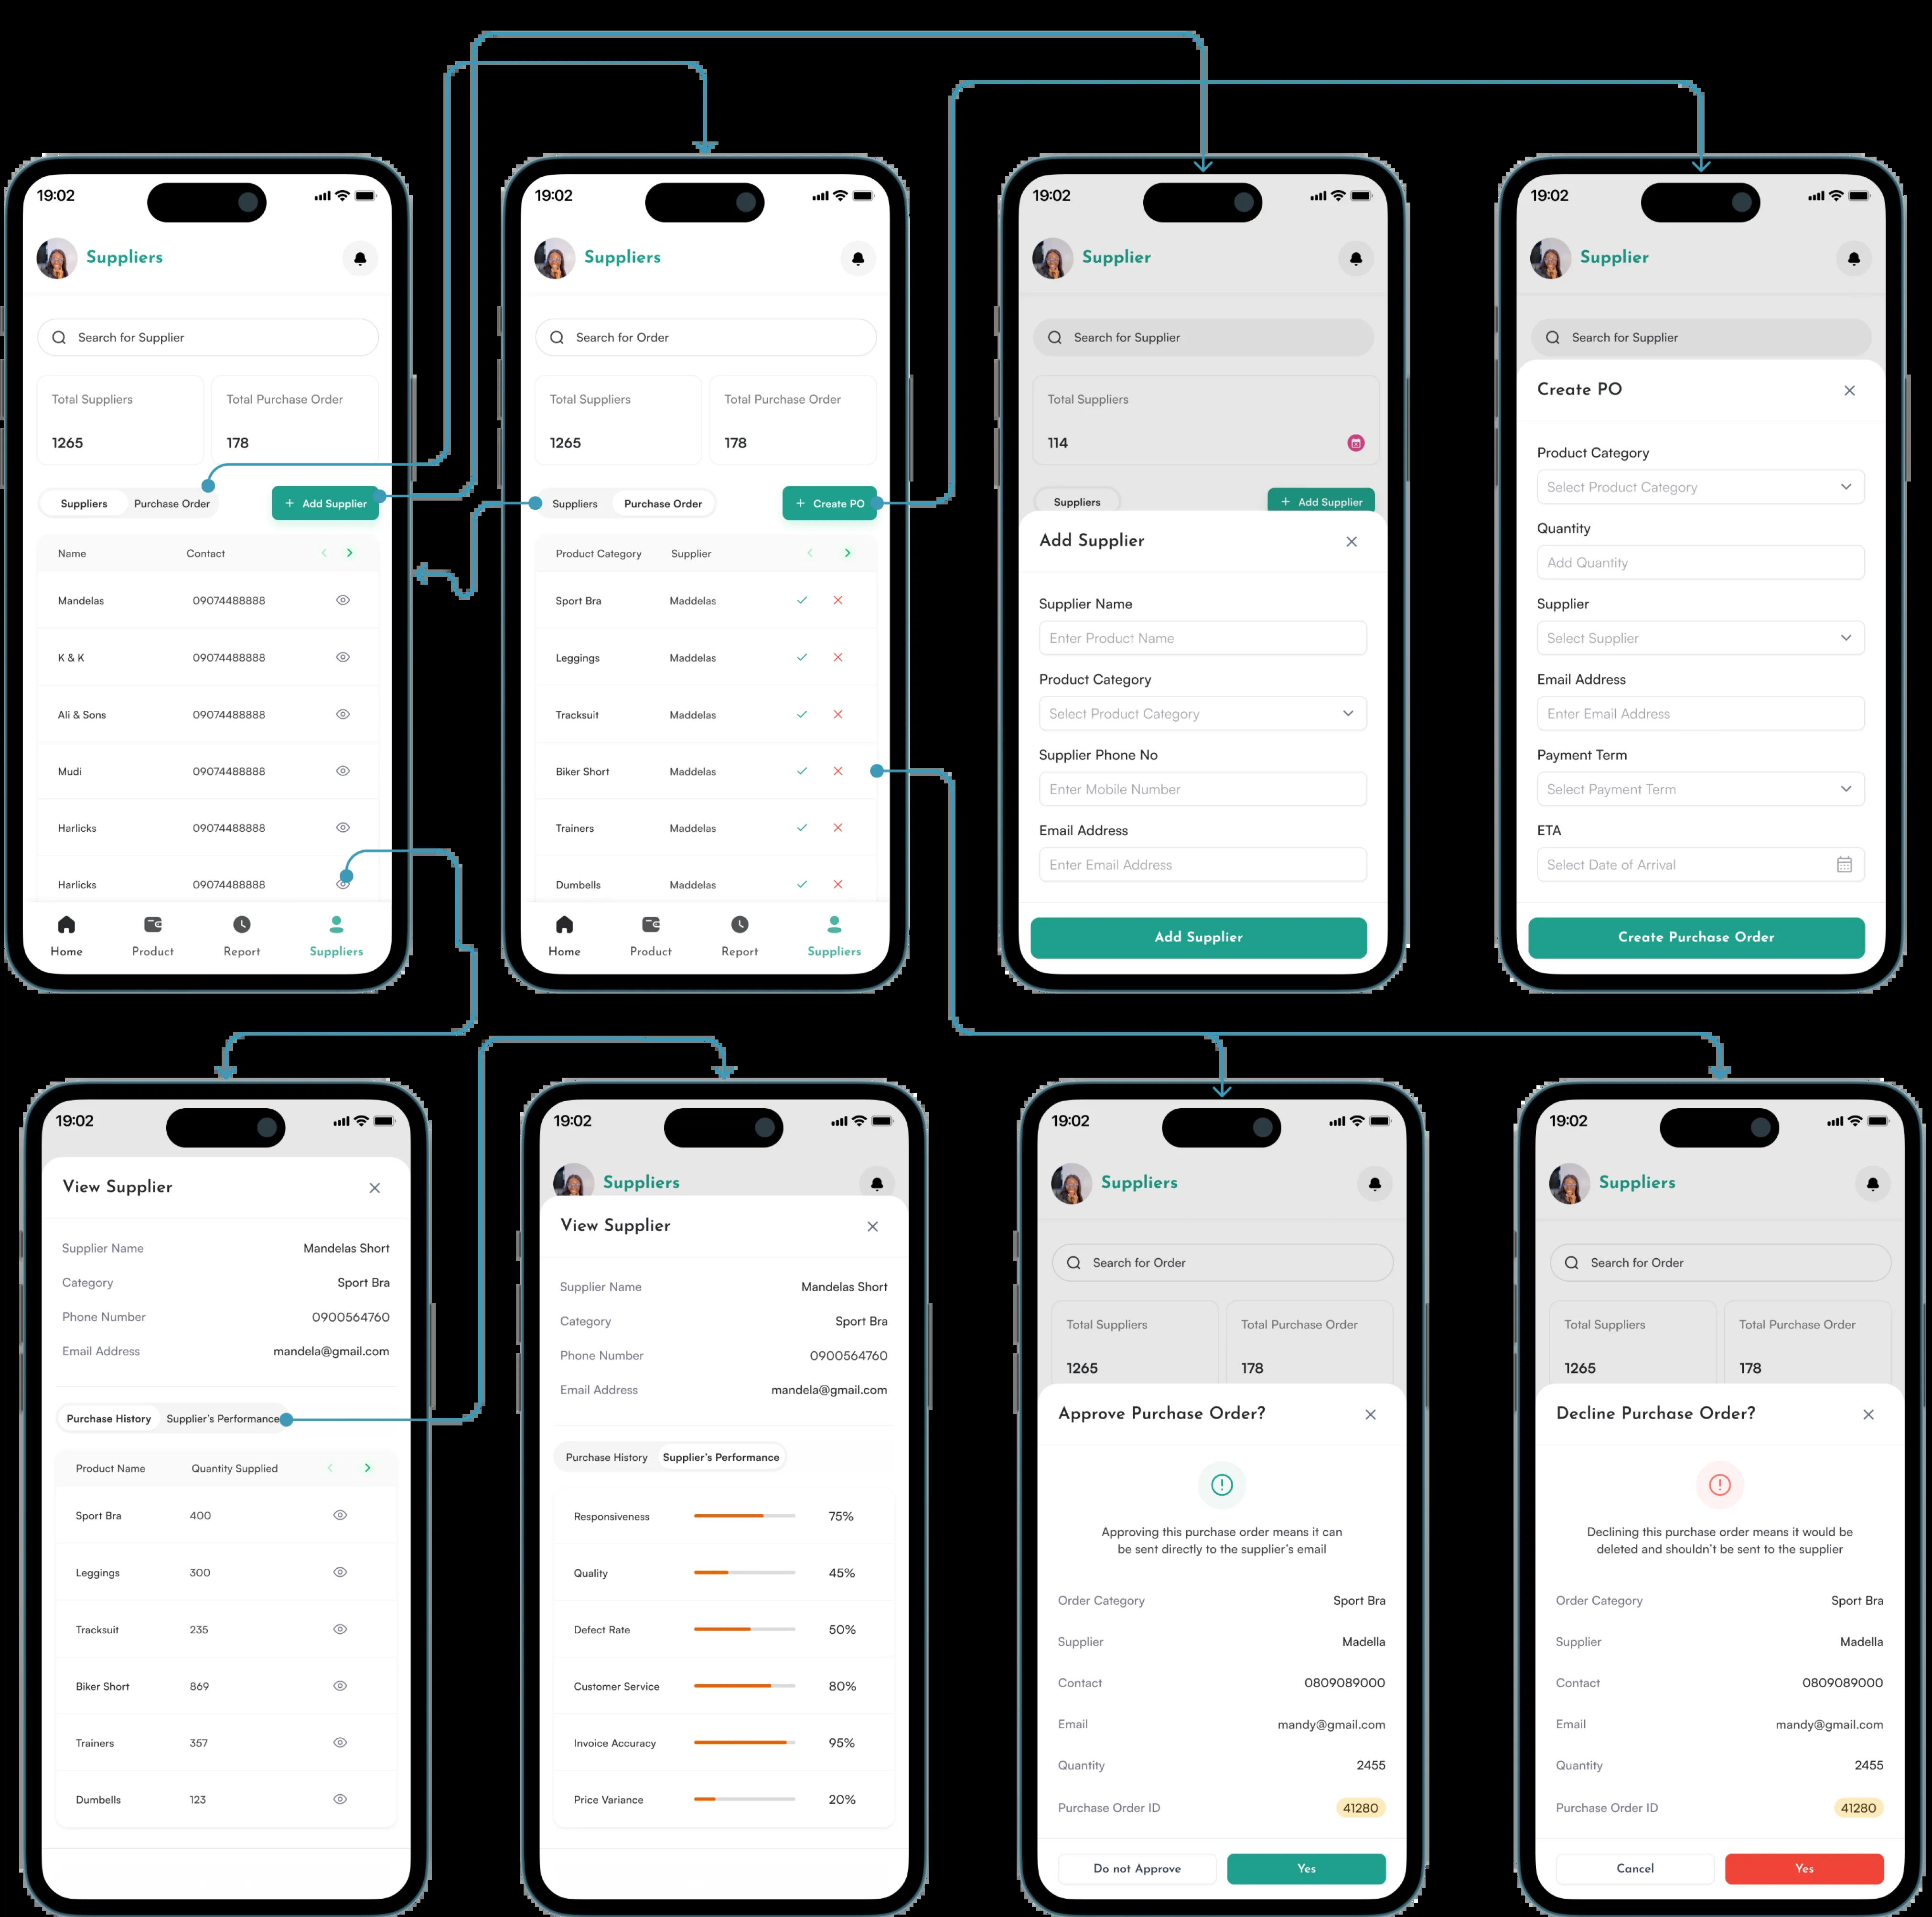 19:02
Suppliers
Search for Supplier
Total Suppliers Total Purchase Order
1265 178
Suppliers Purchase Order + Add Supplier
Name Contact
Mandelas 09074488888
K & K 09074488888
Ali & Sons 09074488888
Mudi 09074488888
Harlicks 09074488888
Harlicks 09074488888
Home Product Report Suppliers
19:02
Suppliers
Search for Order
Total Suppliers Total Purchase Order
1265 178
Suppliers Purchase Order + Create PO
Product Category Supplier
Sport Bra Maddelas
Leggings Maddelas
Tracksuit Maddelas
Biker Short Maddelas
Trainers Maddelas
Dumbells Maddelas
Home Product Report Suppliers
19:02
Supplier
Search for Supplier
Total Suppliers
114
Suppliers + Add Supplier
Add Supplier
Supplier Name
Enter Product Name
Product Category
Select Product Category
Supplier Phone No
Enter Mobile Number
Email Address
Enter Email Address
Add Supplier
19:02
Supplier
Search for Supplier
Create PO
Product Category
Select Product Category
Quantity
Add Quantity
Supplier
Select Supplier
Email Address
Enter Email Address
Payment Term
Select Payment Term
ETA
Select Date of Arrival
Create Purchase Order
19:02
View Supplier
Supplier Name Mandelas Short
Category Sport Bra
Phone Number 0900564760
Email Address mandela@gmail.com
Purchase History Supplier's Performance
Product Name Quantity Supplied
Sport Bra 400
Leggings 300
Tracksuit 235
Biker Short 869
Trainers 357
Dumbells 123
19:02
Suppliers
View Supplier
Supplier Name Mandelas Short
Category Sport Bra
Phone Number 0900564760
Email Address mandela@gmail.com
Purchase History Supplier's Performance
Responsiveness 75%
Quality 45%
Defect Rate 50%
Customer Service 80%
Invoice Accuracy 95%
Price Variance 20%
19:02
Suppliers
Search for Order
Total Suppliers Total Purchase Order
1265 178
Approve Purchase Order?
Approving this purchase order means it can
be sent directly to the supplier's email
Order Category Sport Bra
Supplier Madella
Contact 0809089000
Email mandy@gmail.com
Quantity 2455
Purchase Order ID 41280
Do not Approve Yes
19:02
Suppliers
Search for Order
Total Suppliers Total Purchase Order
1265 178
Decline Purchase Order?
Declining this purchase order means it would be
deleted and shouldn't be sent to the supplier
Order Category Sport Bra
Supplier Madella
Contact 0809089000
Email mandy@gmail.com
Quantity 2455
Purchase Order ID 41280
Cancel Yes